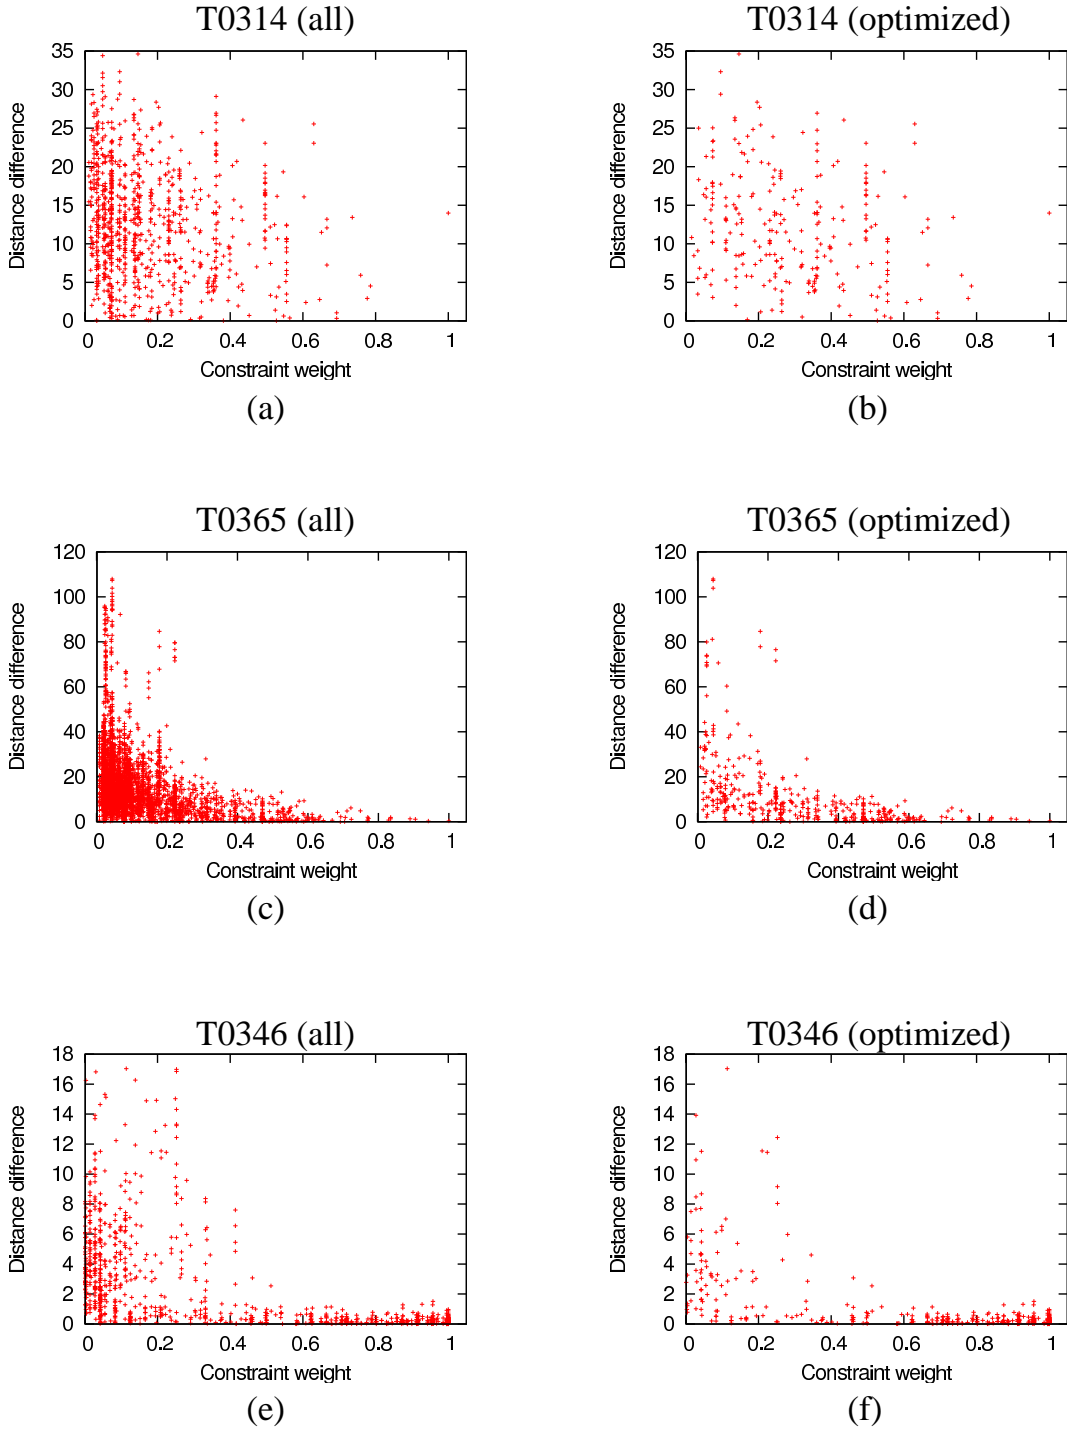 T0314 (all)
35
30
25
20
15
10
5
0
Distance difference
0 0.2 0.4 0.6 0.8 1
Constraint weight
(a)
T0314 (optimized)
35
30
25
20
15
10
5
0
Distance difference
0 0.2 0.4 0.6 0.8 1
Constraint weight
(b)
T0365 (all)
120
100
80
60
40
20
0
Distance difference
0 0.2 0.4 0.6 0.8 1
Constraint weight
(c)
T0365 (optimized)
120
100
80
60
40
20
0
Distance difference
0 0.2 0.4 0.6 0.8 1
Constraint weight
(d)
T0346 (all)
18
16
14
12
10
8
6
4
2
0
Distance difference
0 0.2 0.4 0.6 0.8 1
Constraint weight
(e)
T0346 (optimized)
18
16
14
12
10
8
6
4
2
0
Distance difference
0 0.2 0.4 0.6 0.8 1
Constraint weight
(f)